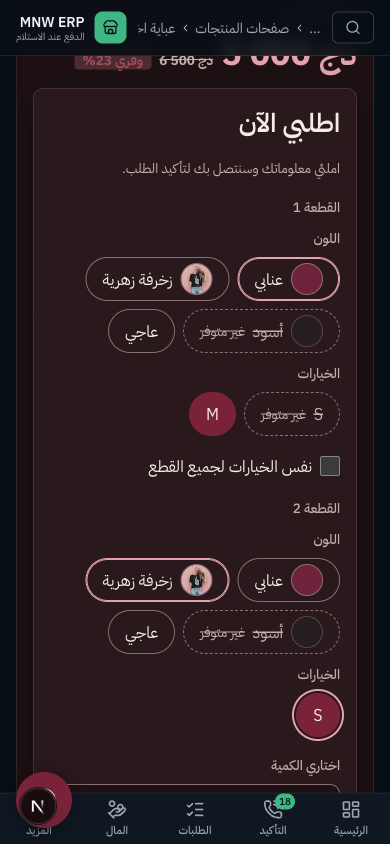 MNW ERP
الدفع عند الاستلام
... › صفحات المنتجات › عباية
5 000 دج 6 500 دج وفري 23%
اطلبي الآن
املئي معلوماتك وسنتصل بك لتأكيد الطلب.
القطعة 1
اللون
عنابي
زخرفة زهرية
أسود غير متوفر
عاجي
الخيارات
S غير متوفر
M
نفس الخيارات لجميع القطع
القطعة 2
اللون
عنابي
زخرفة زهرية
أسود غير متوفر
عاجي
الخيارات
S
اختاري الكمية
الرئيسية
18
التأكيد
الطلبات
المال
المزيد
N